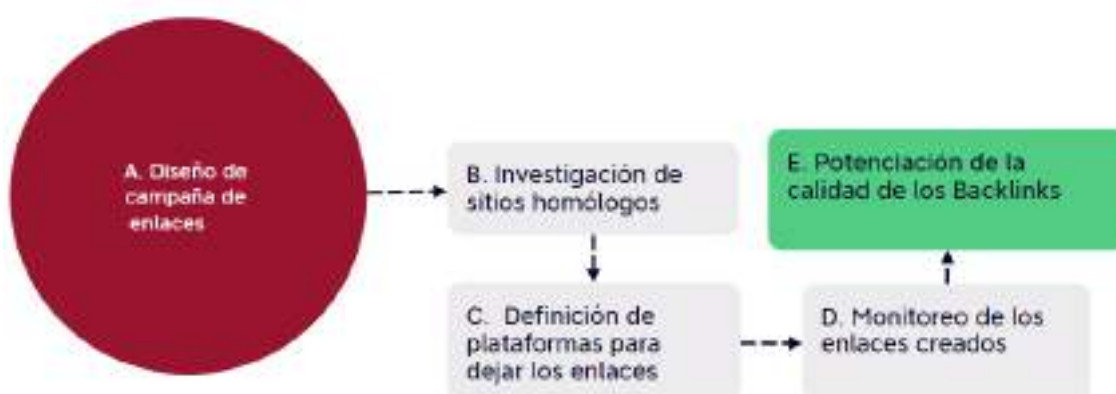 A. Diseño de
campaña de
enlaces
B. Investigación de
sitios homólogos
C. Definición de
plataformas para
dejar los enlaces
D. Monitoreo de los
enlaces creados
E. Potenciación de la
calidad de los Backlinks